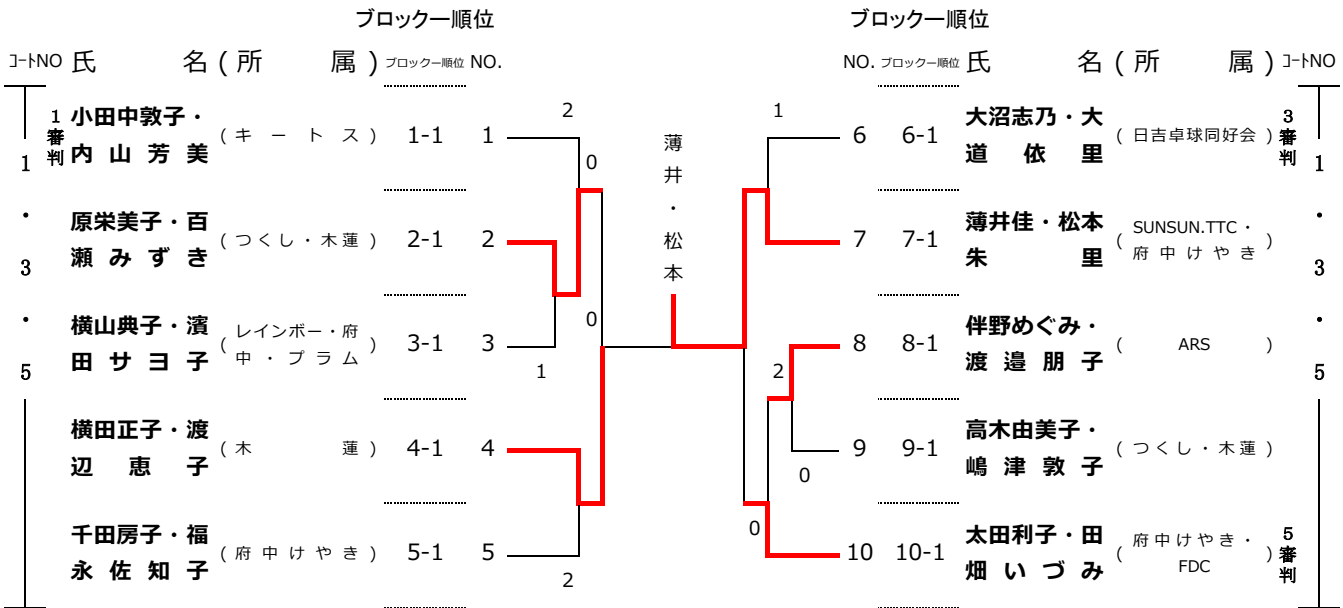 ブロック一順位 ブロック一順位
コートNO 氏 名 ( 所 属 ) ブロック一順位 NO. NO. ブロック一順位 氏 名 ( 所 属 ) コートNO
1・3・5
1審判
小田中敦子・
内山芳美
(キートス)
1-1 1
原栄美子・百
瀬みずき
(つくし・木蓮)
2-1 2
横山典子・濱
田サヨ子
(レインボー・府
中・プラム)
3-1 3
横田正子・渡
辺恵子
(木蓮)
4-1 4
千田房子・福
永佐知子
(府中けやき)
5-1 5
2
0
1
0
2
薄井・松本
1
2
0
0
6 6-1
大沼志乃・大
道依里
(日吉卓球同好会)
3審判
7 7-1
薄井佳・松本
朱里
(SUNSUN.TTC・
府中けやき)
8 8-1
伴野めぐみ・
渡邉朋子
(ARS)
9 9-1
高木由美子・
嶋津敦子
(つくし・木蓮)
10 10-1
太田利子・田
畑いづみ
(府中けやき・
FDC)
5審判
1・3・5